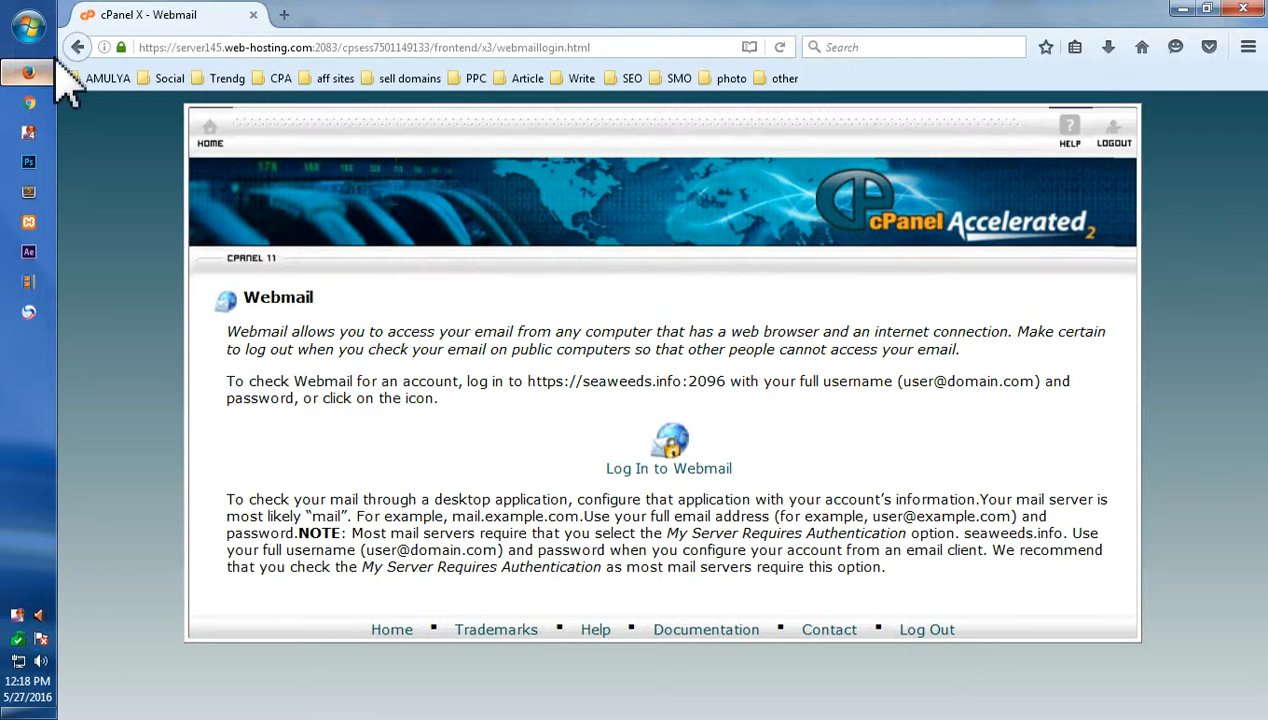 cPanel X - Webmail
https://server145.web-hosting.com:2083/cpsess7501149133/frontend/x3/webmaillogin.html
Search
AMULYA Social Trendg CPA aff sites sell domains PPC Article Write SEO SMO photo other
HOME
HELP
LOGOUT
cPanel Accelerated2
CPANEL 11
Webmail
Webmail allows you to access your email from any computer that has a web browser and an internet connection. Make certain
to log out when you check your email on public computers so that other people cannot access your email.
To check Webmail for an account, log in to https://seaweeds.info:2096 with your full username (user@domain.com) and
password, or click on the icon.
Log In to Webmail
To check your mail through a desktop application, configure that application with your account's information.Your mail server is
most likely “mail”. For example, mail.example.com.Use your full email address (for example, user@example.com) and
password.NOTE: Most mail servers require that you select the My Server Requires Authentication option. seaweeds.info. Use
your full username (user@domain.com) and password when you configure your account from an email client. We recommend
that you check the My Server Requires Authentication as most mail servers require this option.
Home ▪ Trademarks ▪ Help ▪ Documentation ▪ Contact ▪ Log Out
Ps
Ae
12:18 PM
5/27/2016